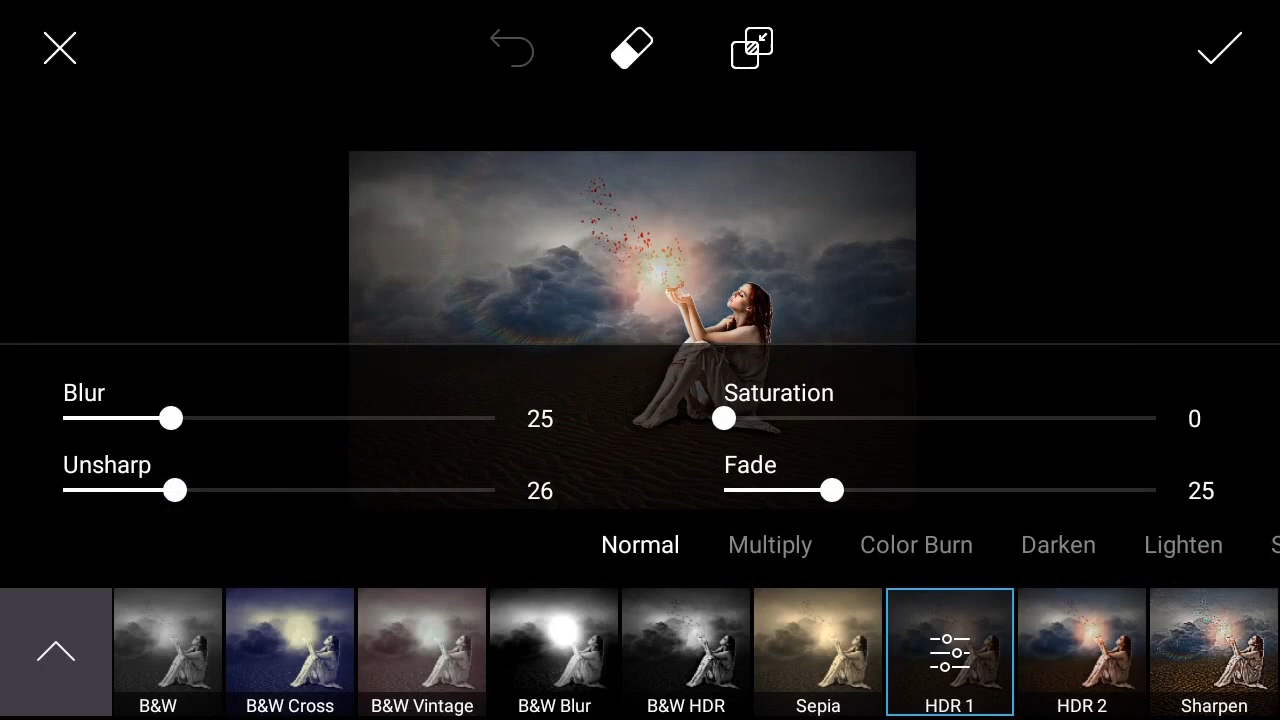 Blur
25
Saturation
0
Unsharp
26
Fade
25
Normal Multiply Color Burn Darken Lighten S
B&W B&W Cross B&W Vintage B&W Blur B&W HDR Sepia HDR 1 HDR 2 Sharpen